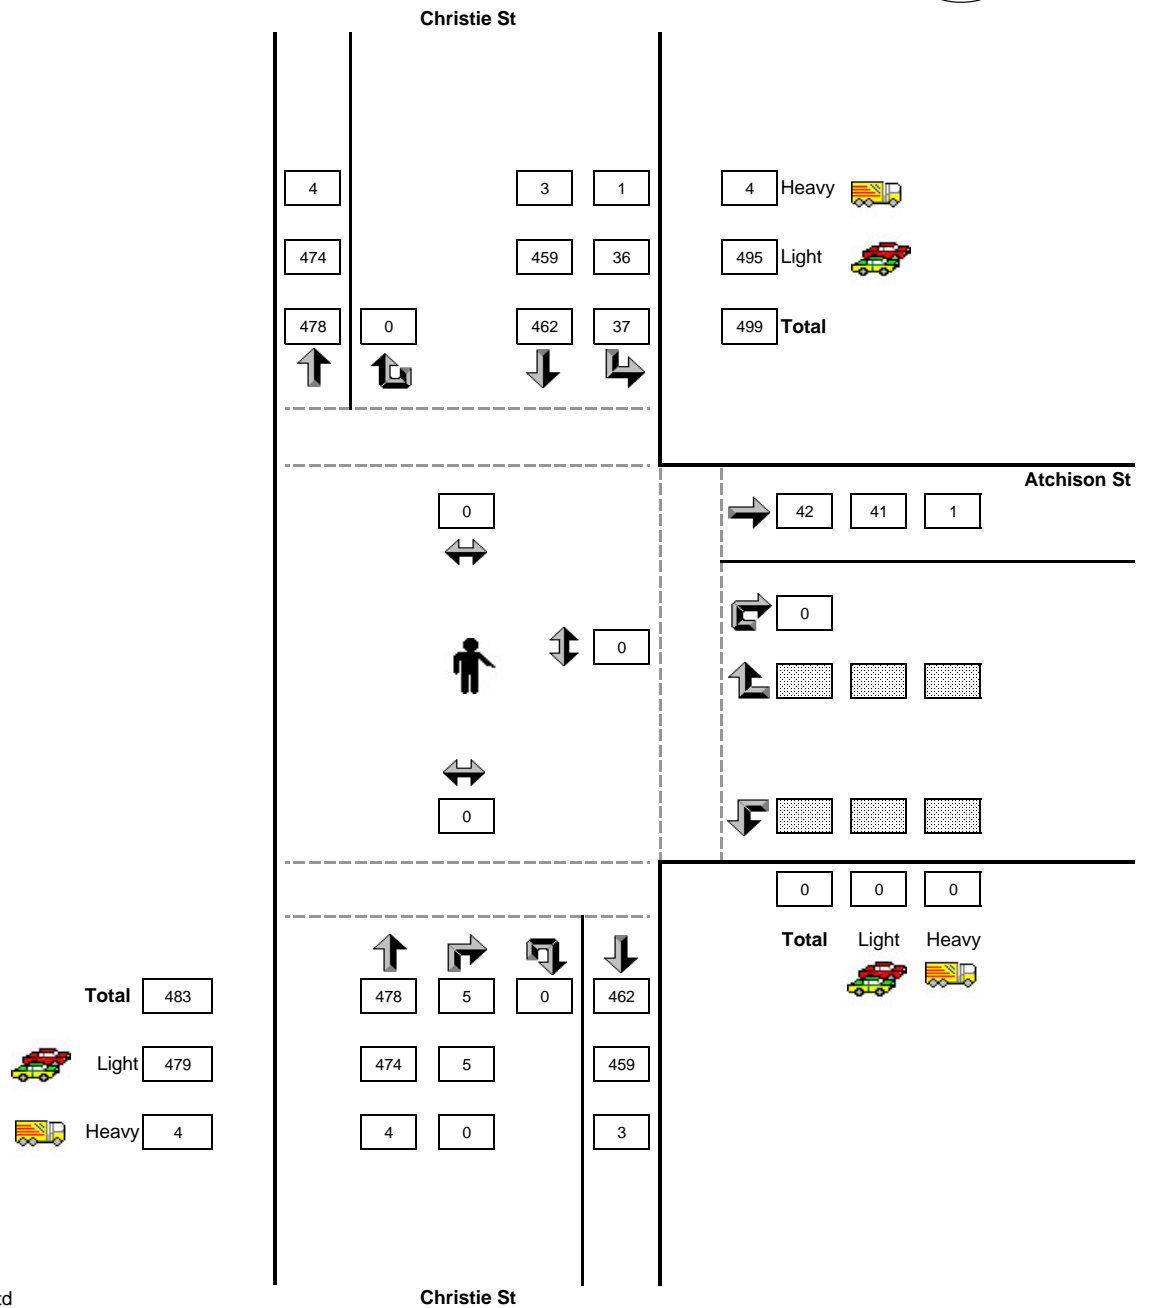 Christie St
4 3 1 4 Heavy
474 459 36 495 Light
478 0 462 37 499 Total
Atchison St
0 42 41 1
0
0
0
0 0 0
Total Light Heavy
Total 483 478 5 0 462
Light 479 474 5 459
Heavy 4 4 0 3
Christie St